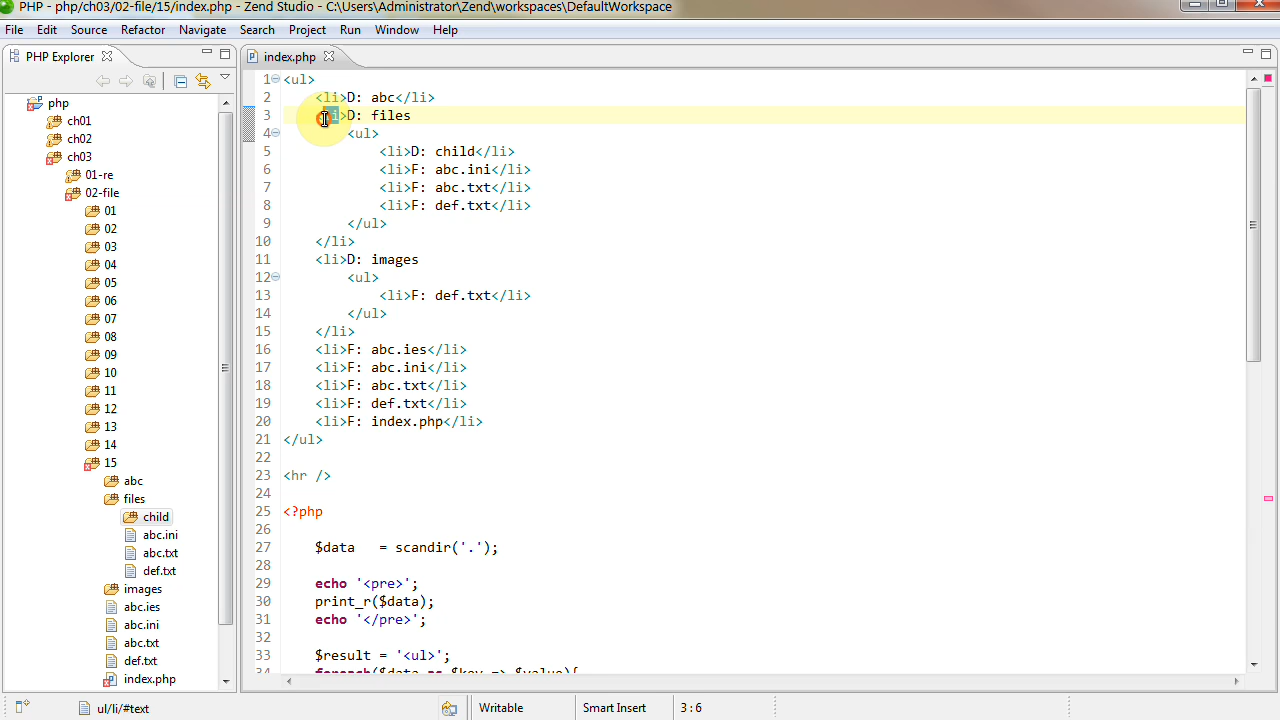 PHP - php/ch03/02-file/15/index.php - Zend Studio - C:\Users\Administrator\Zend\workspaces\DefaultWorkspace
File Edit Source Refactor Navigate Search Project Run Window Help
PHP Explorer
php
ch01
ch02
ch03
01-re
02-file
01
02
03
04
05
06
07
08
09
10
11
12
13
14
15
abc
files
child
abc.ini
abc.txt
def.txt
images
abc.ies
abc.ini
abc.txt
def.txt
index.php
index.php
1 <ul>
2 <li>D: abc</li>
3 i>D: files
4 <ul>
5 <li>D: child</li>
6 <li>F: abc.ini</li>
7 <li>F: abc.txt</li>
8 <li>F: def.txt</li>
9 </ul>
10 </li>
11 <li>D: images
12 <ul>
13 <li>F: def.txt</li>
14 </ul>
15 </li>
16 <li>F: abc.ies</li>
17 <li>F: abc.ini</li>
18 <li>F: abc.txt</li>
19 <li>F: def.txt</li>
20 <li>F: index.php</li>
21 </ul>
22
23 <hr />
24
25 <?php
26
27 $data = scandir('.');
28
29 echo '<pre>';
30 print_r($data);
31 echo '</pre>';
32
33 $result = '<ul>';
34 foreach($data as $key => $value){
ul/li/#text
Writable
Smart Insert
3:6